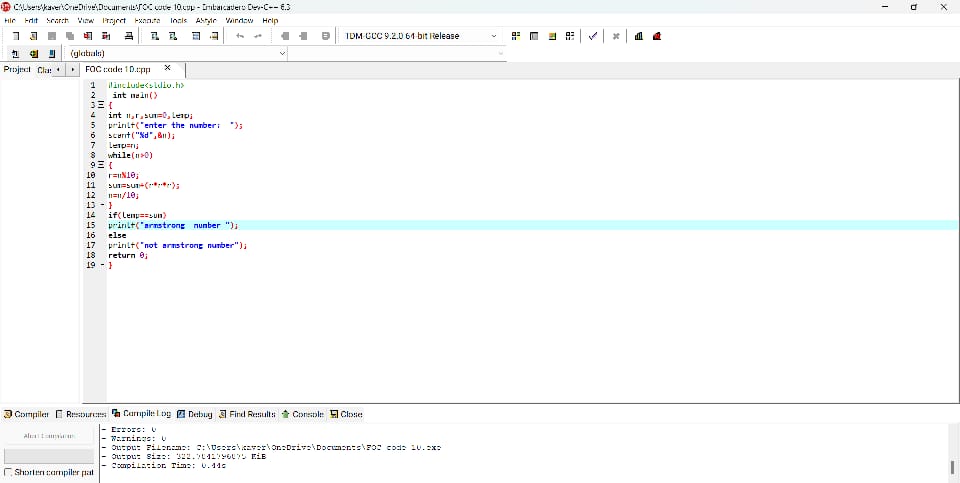 C:\Users\kaver\OneDrive\Documents\FOC code 10.cpp - Embarcadero Dev-C++ 6.3
File Edit Search View Project Execute Tools AStyle Window Help
TDM-GCC 9.2.0 64-bit Release
(globals)
Project Clas FOC code 10.cpp
1 #include<stdio.h>
2 int main()
3 {
4 int n,r,sum=0,temp;
5 printf("enter the number: ");
6 scanf("%d",&n);
7 temp=n;
8 while(n>0)
9 {
10 r=n%10;
11 sum=sum+(r*r*r);
12 n=n/10;
13 }
14 if(temp==sum)
15 printf("armstrong number ");
16 else
17 printf("not armstrong number");
18 return 0;
19 }
Compiler Resources Compile Log Debug Find Results Console Close
Abort Compilation
Shorten compiler pat
- Errors: 0
- Warnings: 0
- Output Filename: C:\Users\kaver\OneDrive\Documents\FOC code 10.exe
- Output Size: 322.7041796875 KiB
- Compilation Time: 0.44s